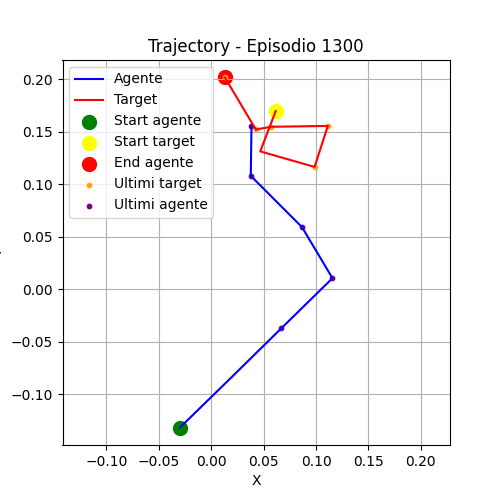 Trajectory - Episodio 1300
Agente
Target
Start agente
Start target
End agente
Ultimi target
Ultimi agente
0.20
0.15
0.10
0.05
0.00
−0.05
−0.10
−0.10 −0.05 0.00 0.05 0.10 0.15 0.20
X